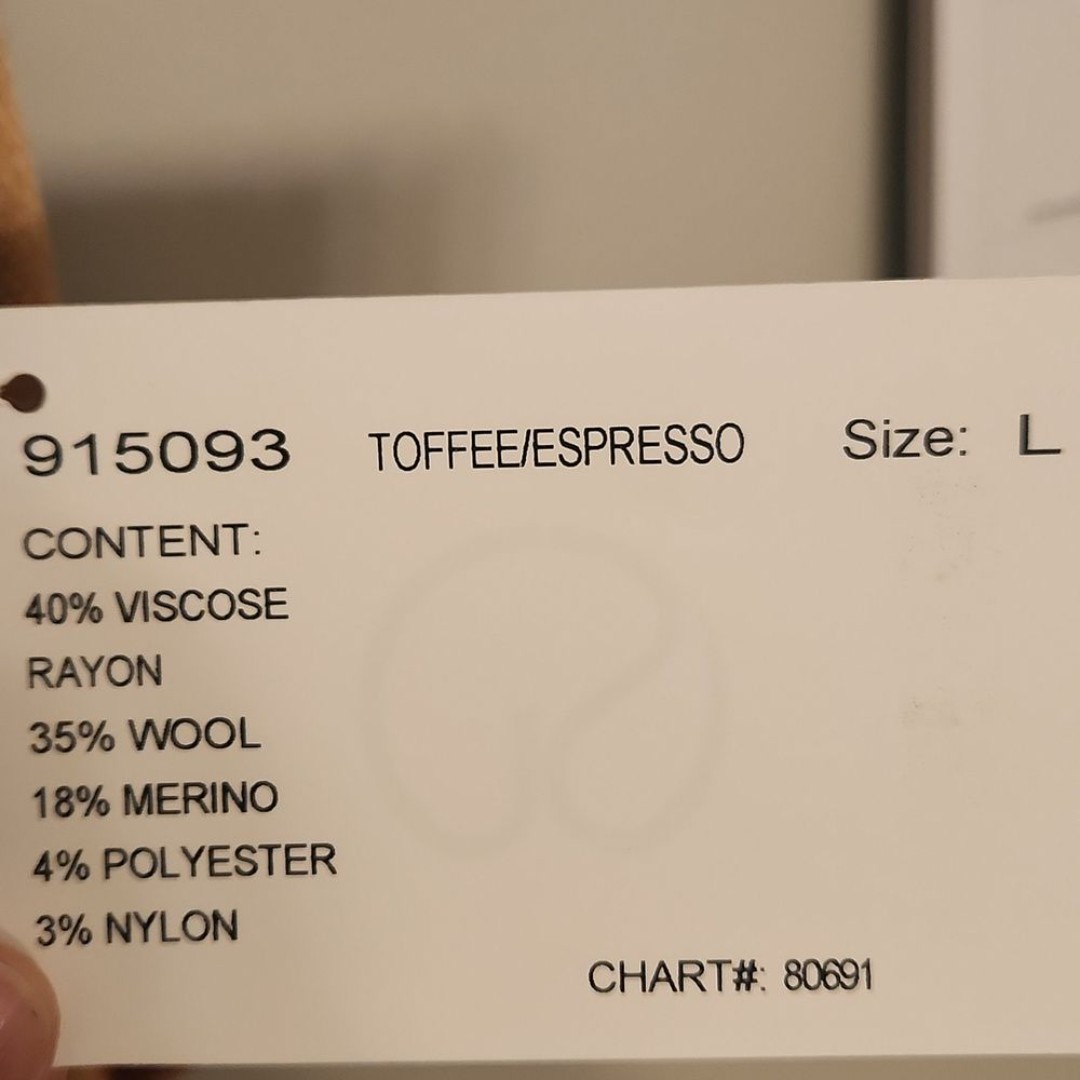 915093 TOFFEE/ESPRESSO Size: L
CONTENT:
40% VISCOSE
RAYON
35% WOOL
18% MERINO
4% POLYESTER
3% NYLON
CHART#: 80691